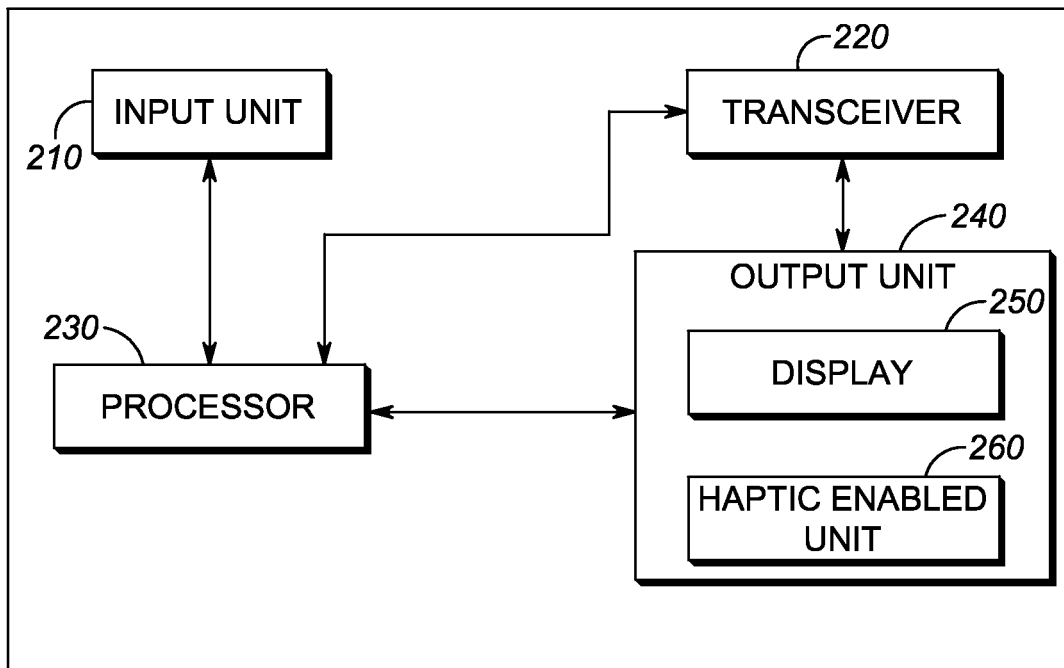 220
INPUT UNIT
TRANSCEIVER
210
240
OUTPUT UNIT
250
230
DISPLAY
PROCESSOR
260
HAPTIC ENABLED
UNIT